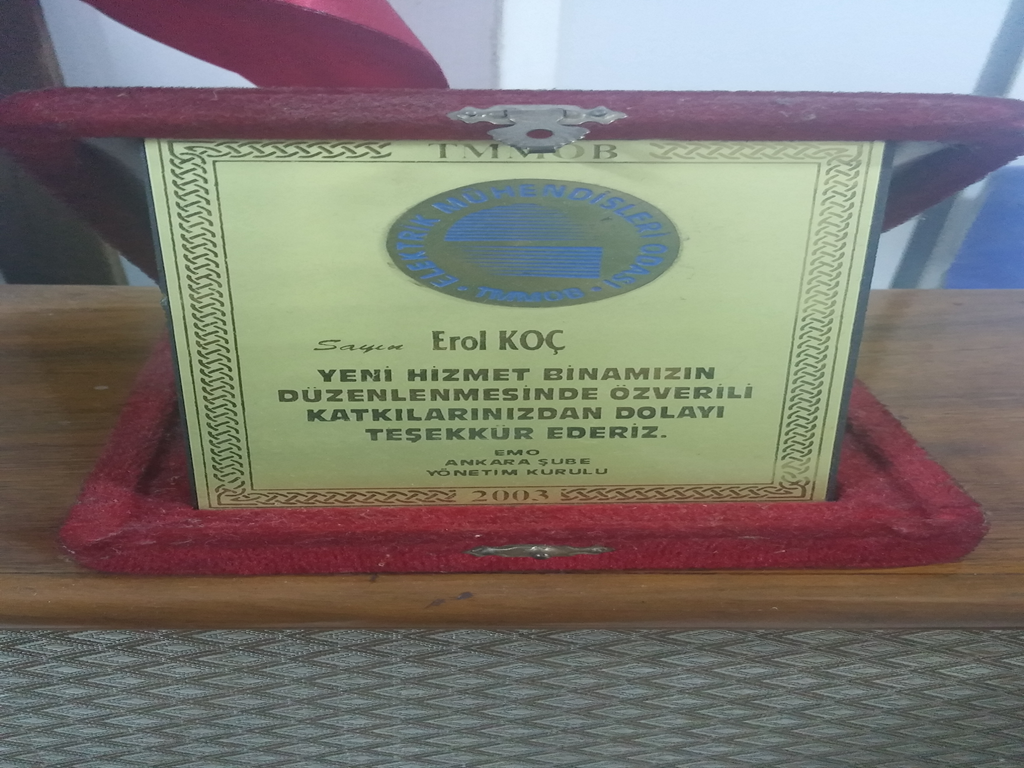 TMMOB
ELEKTRİK MÜHENDİSLERİ ODASI
TMMOB
Sayın Erol KOÇ
YENİ HİZMET BİNAMIZIN
DÜZENLENMESİNDE ÖZVERİLİ
KATKILARINIZDAN DOLAYI
TEŞEKKÜR EDERİZ.
EMO
ANKARA ŞUBE
YÖNETİM KURULU
2003